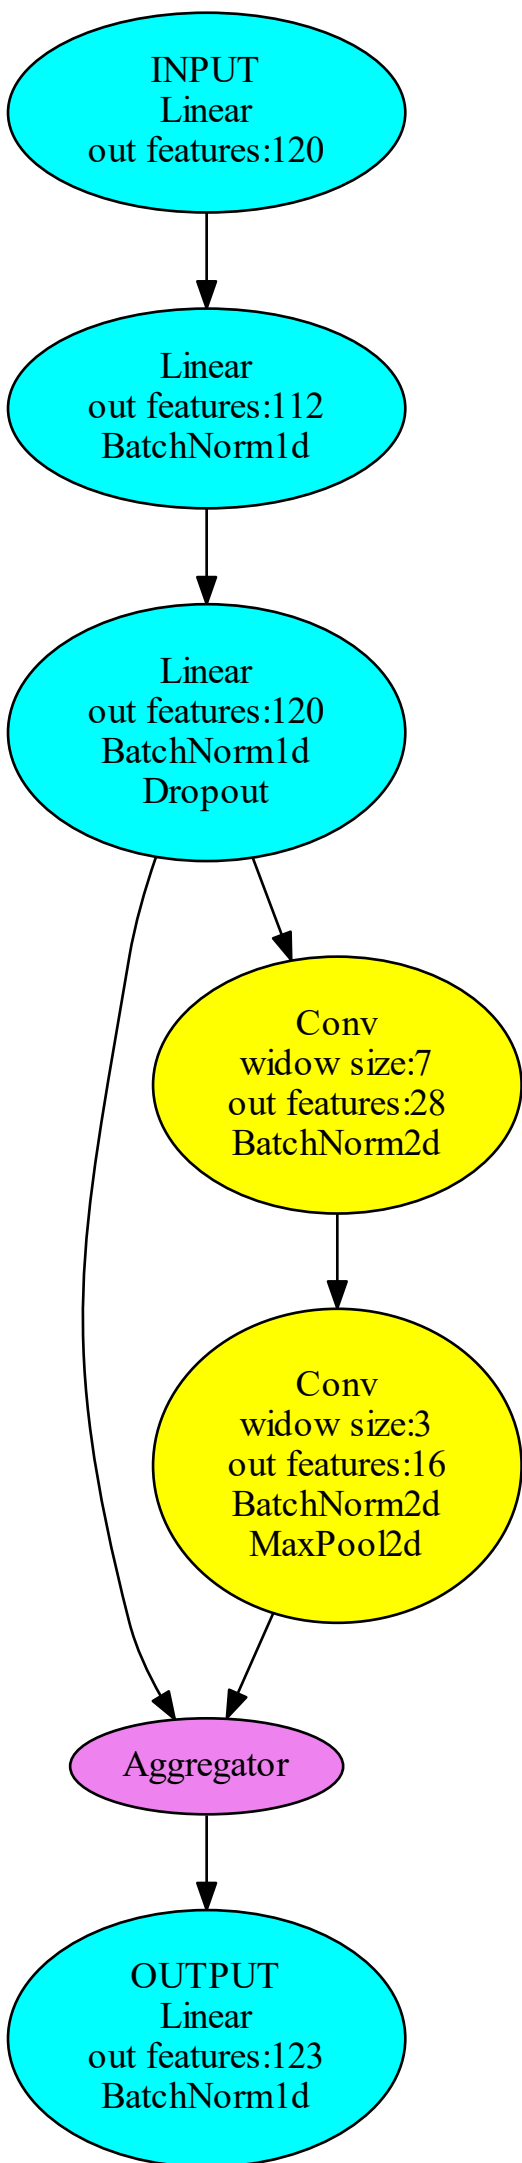 INPUT
Linear
out features:120
Linear
out features:112
BatchNorm1d
Linear
out features:120
BatchNorm1d
Dropout
Conv
widow size:7
out features:28
BatchNorm2d
Conv
widow size:3
out features:16
BatchNorm2d
MaxPool2d
Aggregator
OUTPUT
Linear
out features:123
BatchNorm1d